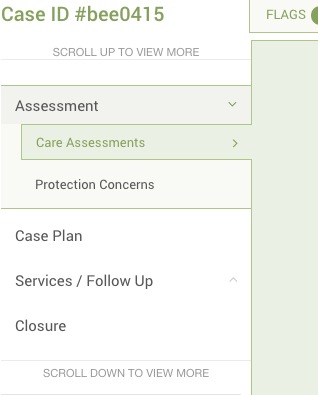 Case ID #bee0415
FLAGS
SCROLL UP TO VIEW MORE
Assessment
Care Assessments
Protection Concerns
Case Plan
Services / Follow Up
Closure
SCROLL DOWN TO VIEW MORE